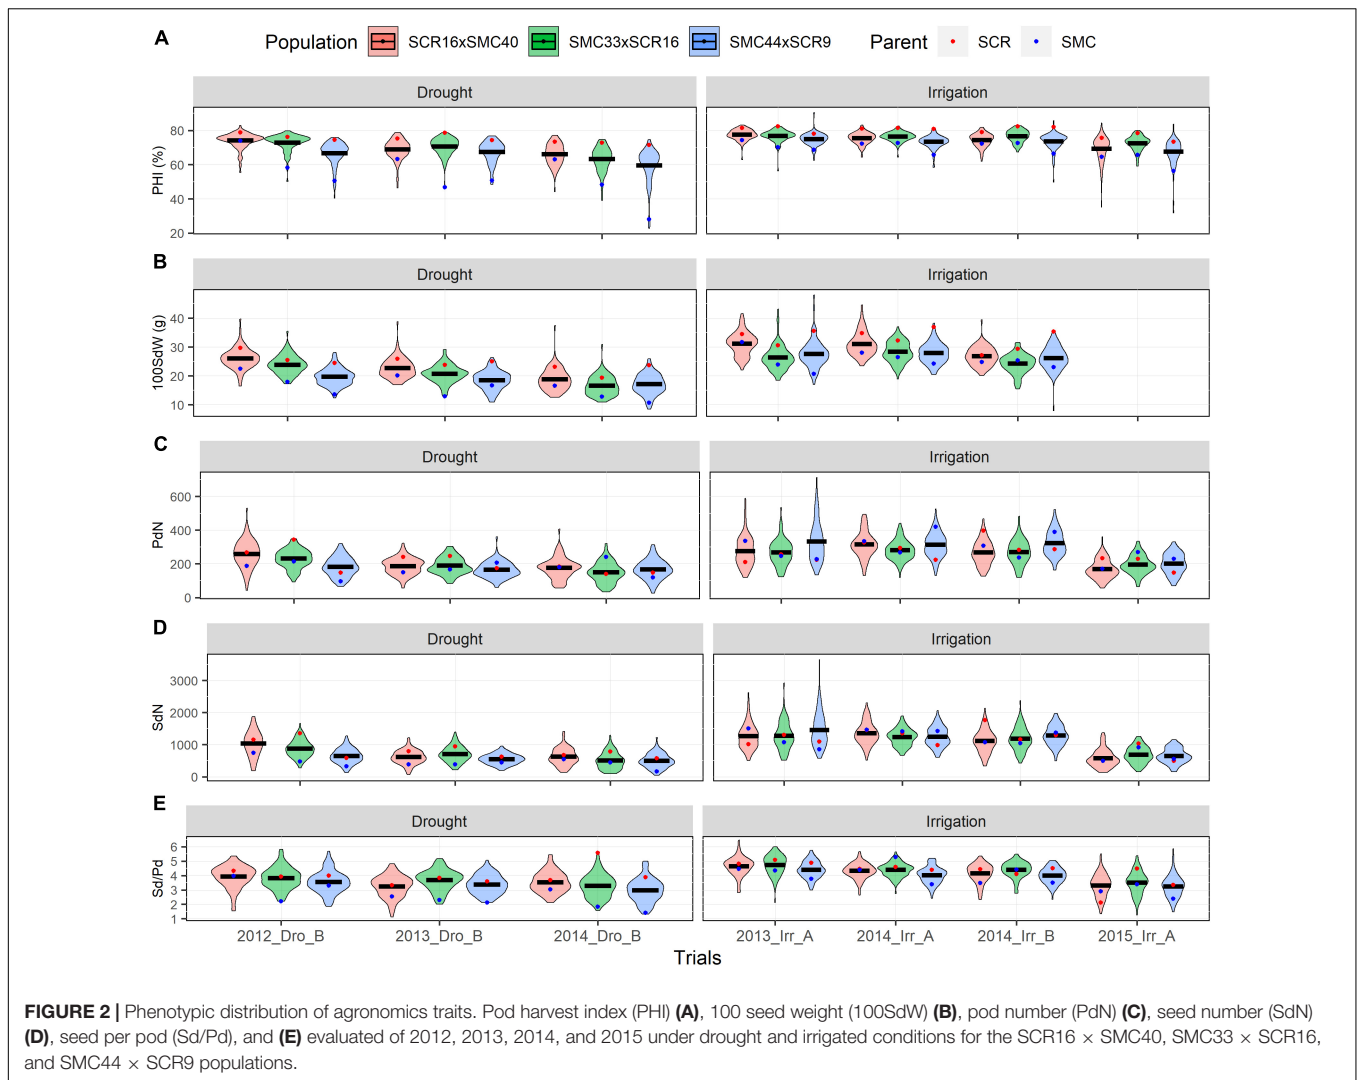 A
Population SCR16xSMC40 SMC33xSCR16 SMC44xSCR9 Parent SCR SMC
Drought Irrigation
PHI (%)
80
60
40
20
B
Drought Irrigation
100SdW (g)
40
30
20
10
C
Drought Irrigation
PdN
600
400
200
0
D
Drought Irrigation
SdN
3000
2000
1000
0
E
Drought Irrigation
Sd/Pd
6
5
4
3
2
1
2012_Dro_B 2013_Dro_B 2014_Dro_B 2013_Irr_A 2014_Irr_A 2014_Irr_B 2015_Irr_A
Trials
FIGURE 2 | Phenotypic distribution of agronomics traits. Pod harvest index (PHI) (A), 100 seed weight (100SdW) (B), pod number (PdN) (C), seed number (SdN)
(D), seed per pod (Sd/Pd), and (E) evaluated of 2012, 2013, 2014, and 2015 under drought and irrigated conditions for the SCR16 × SMC40, SMC33 × SCR16,
and SMC44 × SCR9 populations.